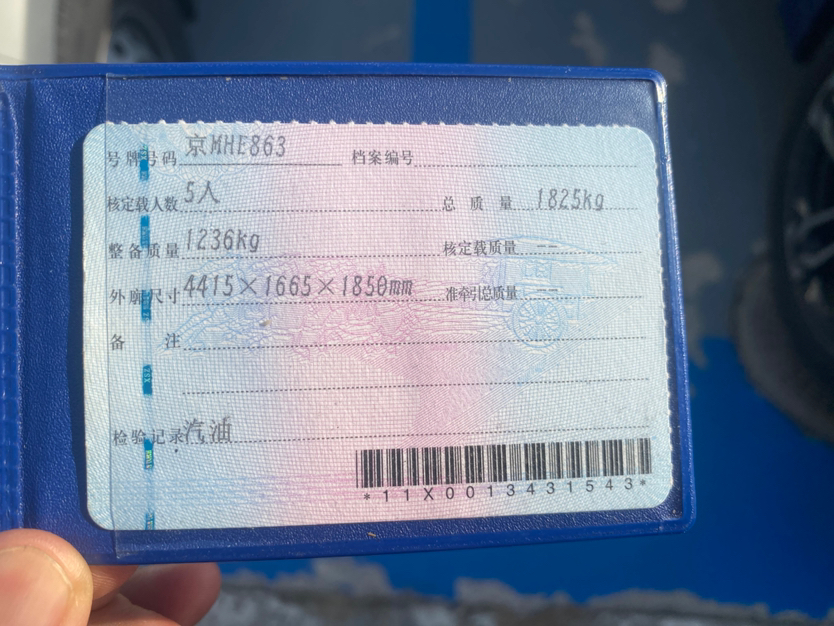 号牌号码 京MHE863 档案编号
核定载人数 5人 总质量 1825kg
整备质量 1236kg 核定载质量 --
外廓尺寸 4415×1665×1850mm 准牵引总质量 --
备注
检验记录 汽油
*11X0013431543*